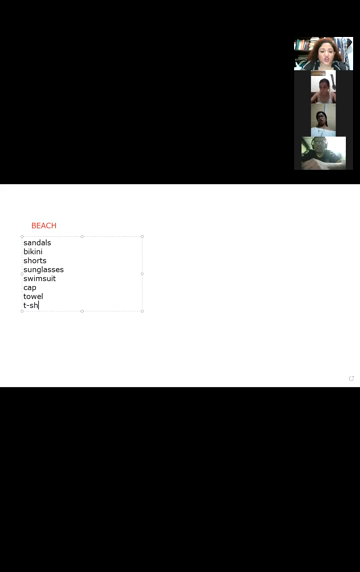 BEACH
sandals
bikini
shorts
sunglasses
swimsuit
cap
towel
t-sh